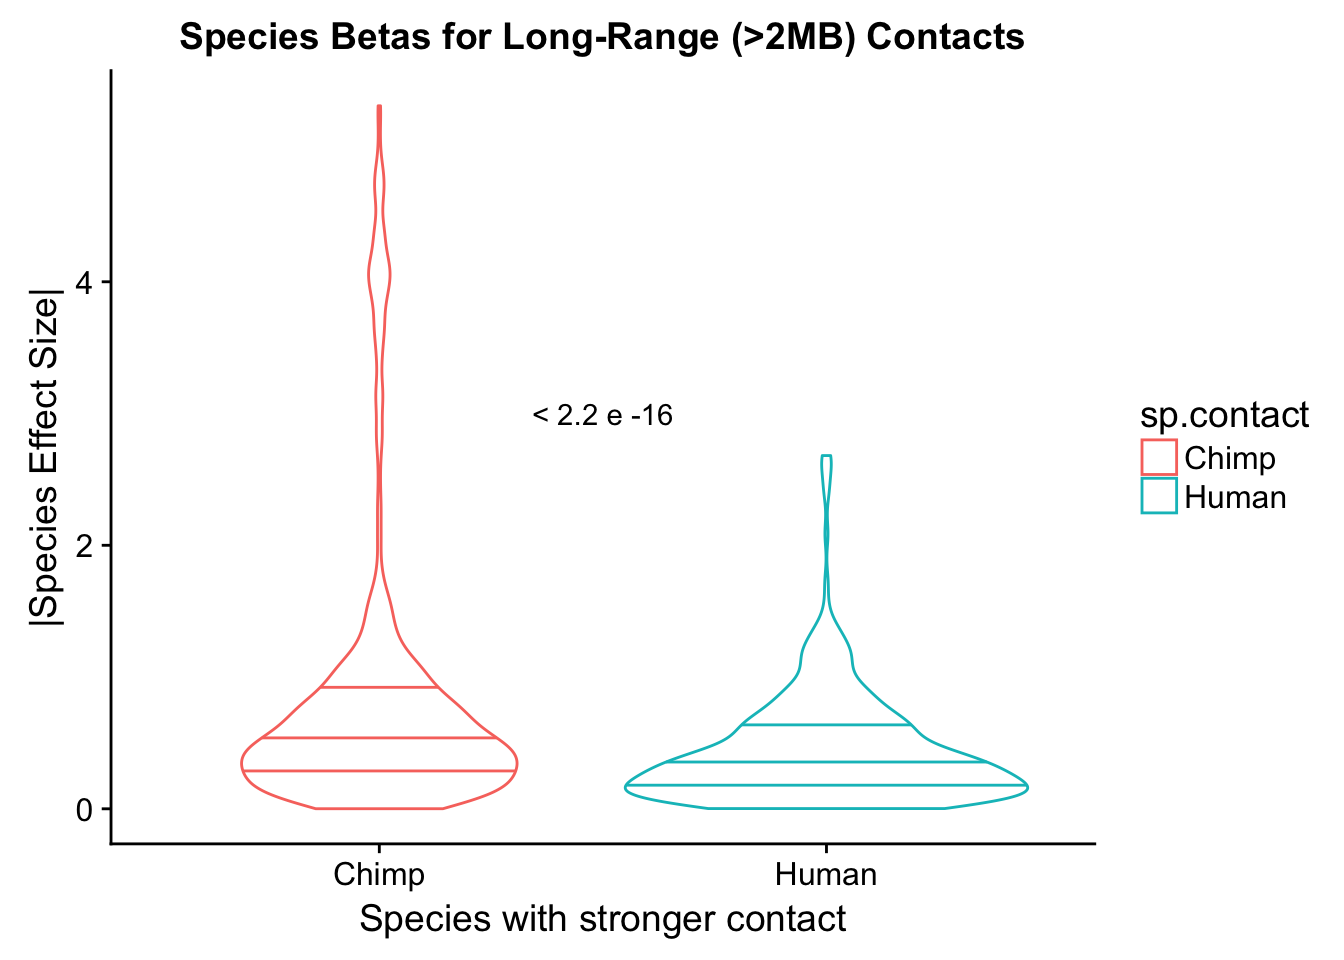 Species Betas for Long-Range (>2MB) Contacts
|Species Effect Size|
4
2
0
< 2.2 e -16
Chimp
Human
Species with stronger contact
sp.contact
Chimp
Human